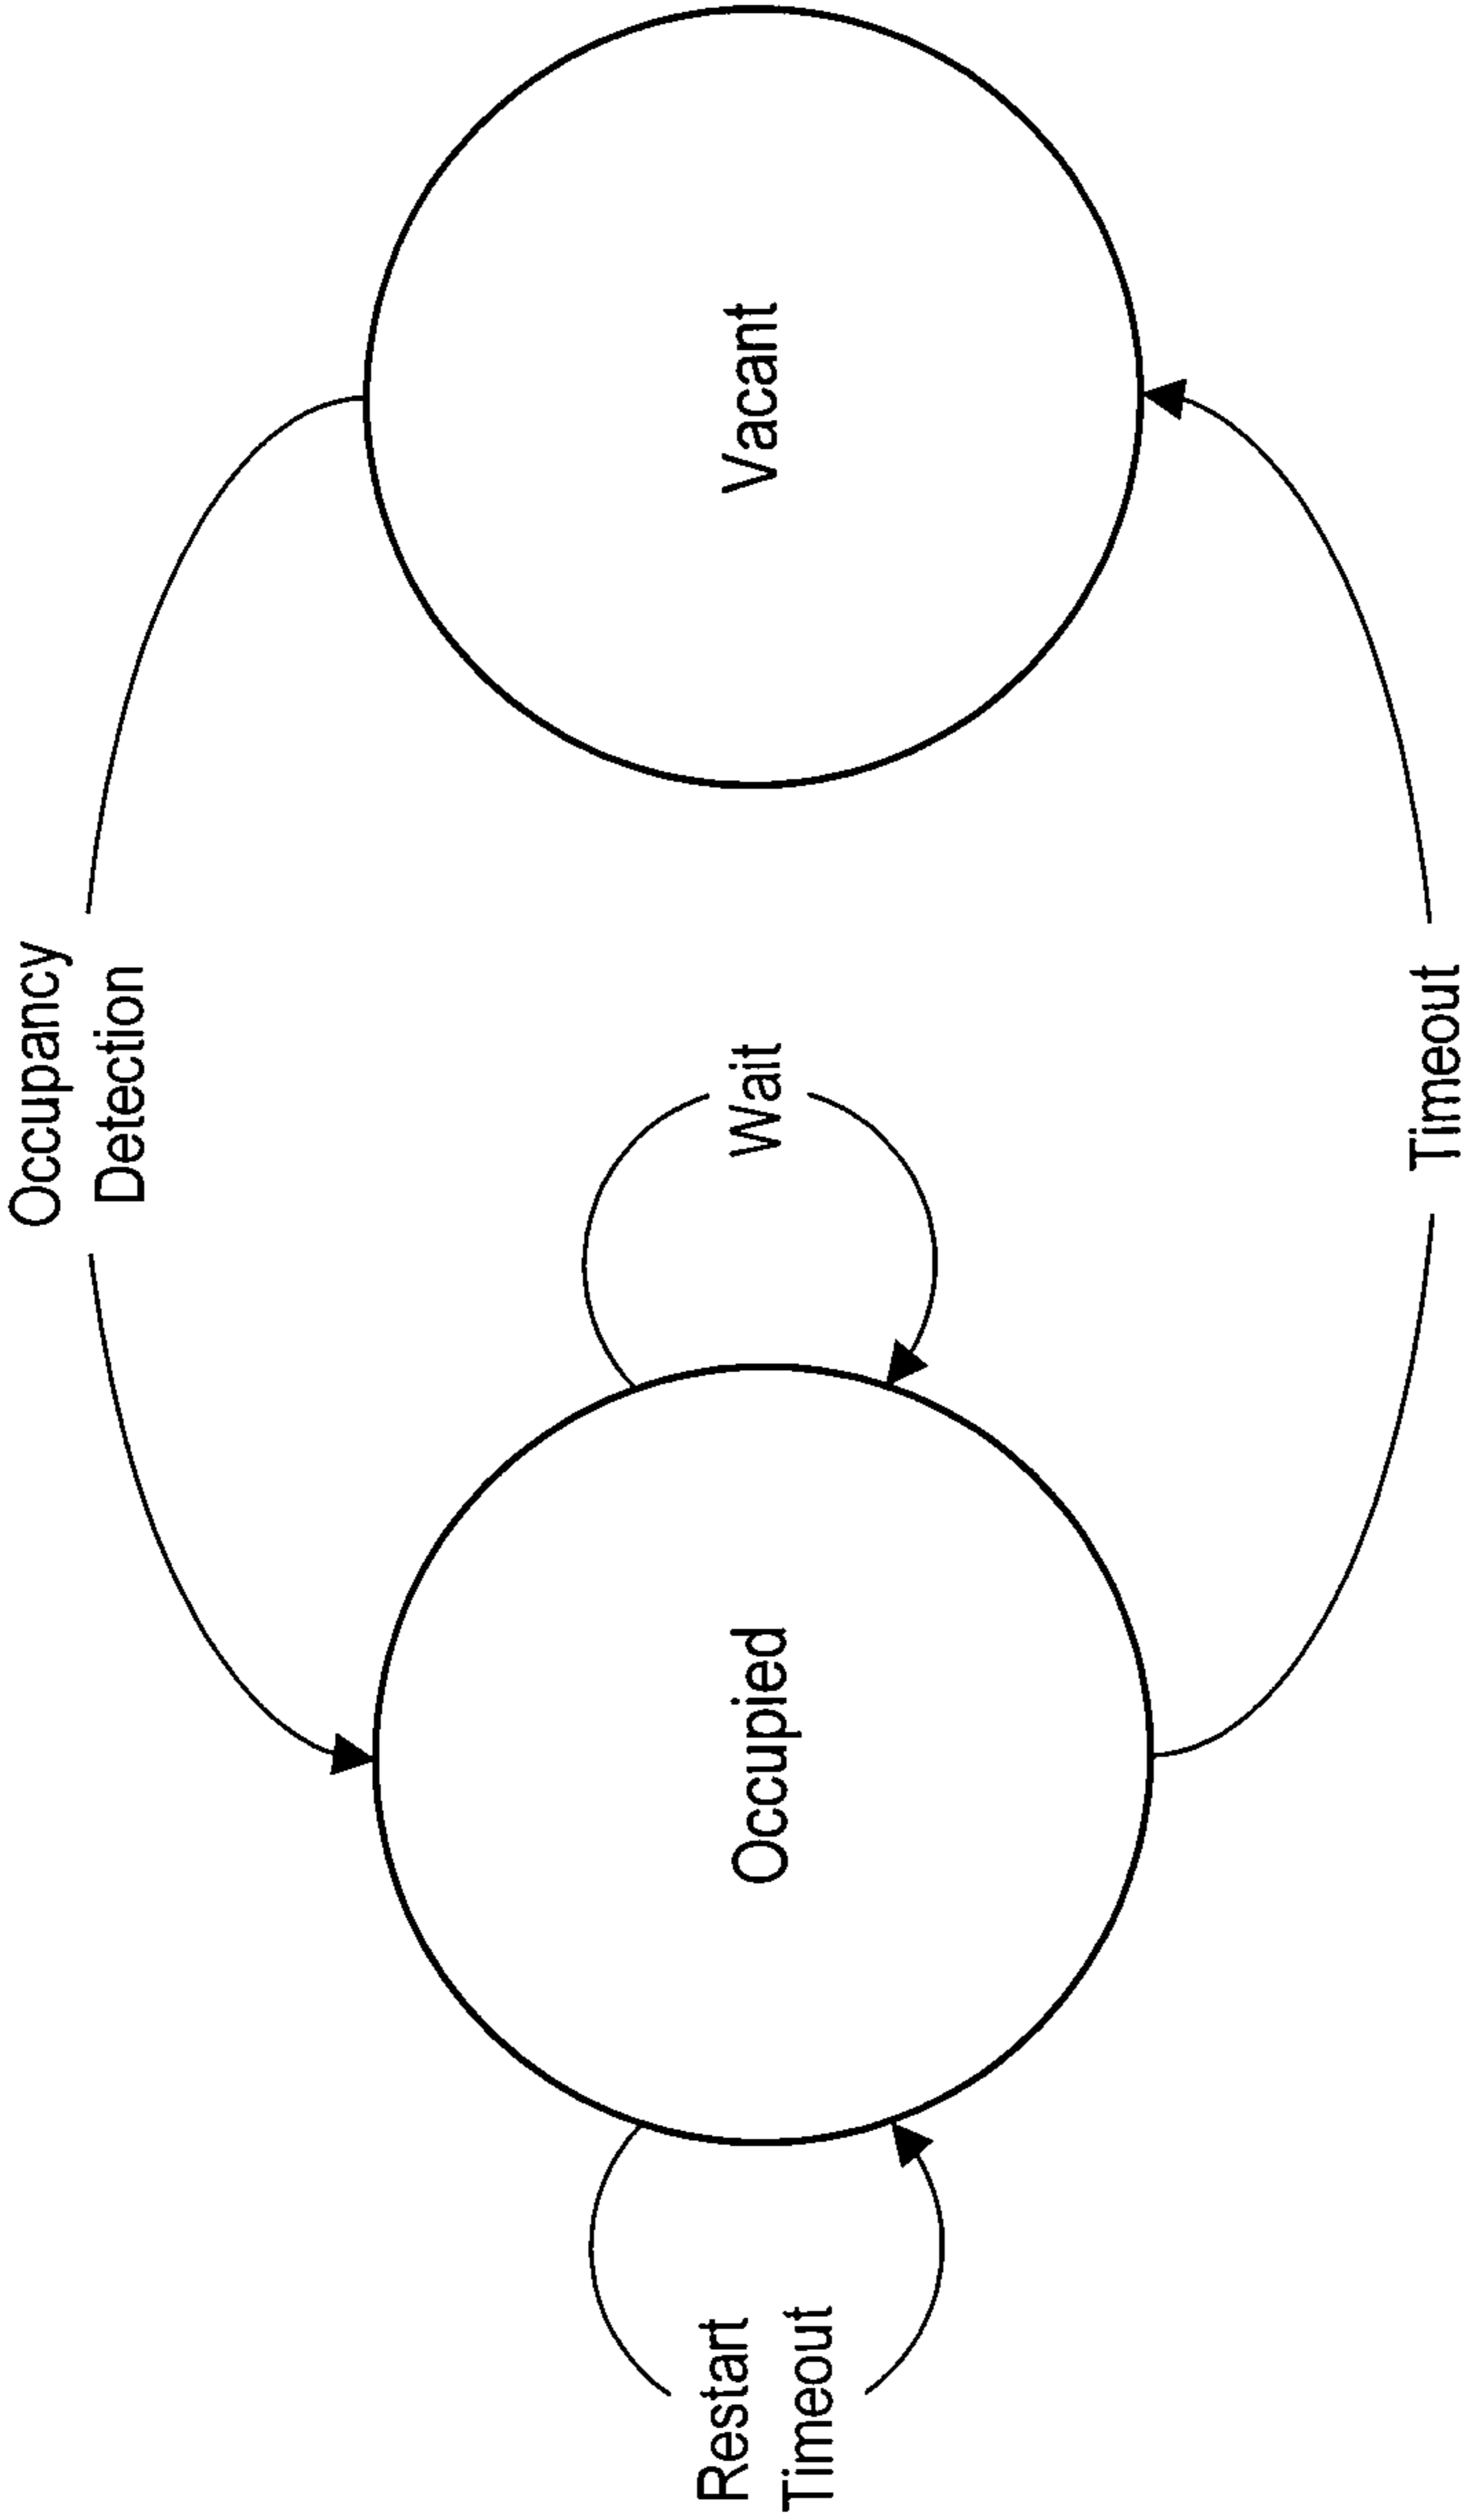 Occupancy
Detection
Restart
Timeout
Occupied
Wait
Vacant
Timeout